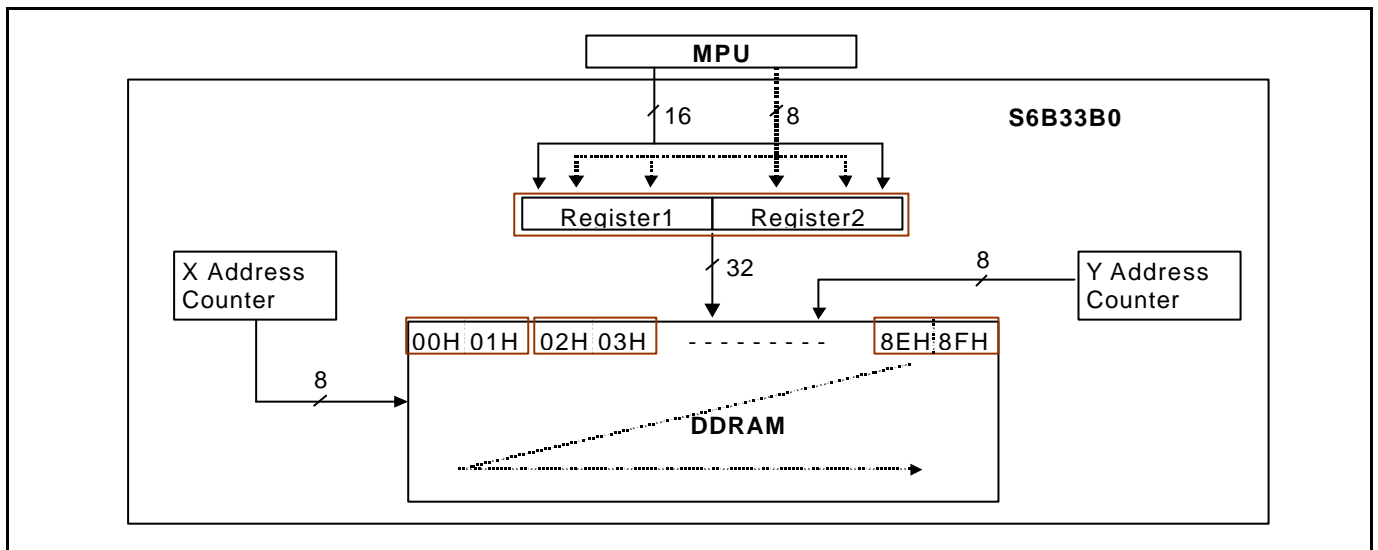 MPU
16
8
S6B33B0
Register1
Register2
32
X Address
Counter
8
Y Address
Counter
00H 01H
02H 03H
8EH 8FH
8
DDRAM